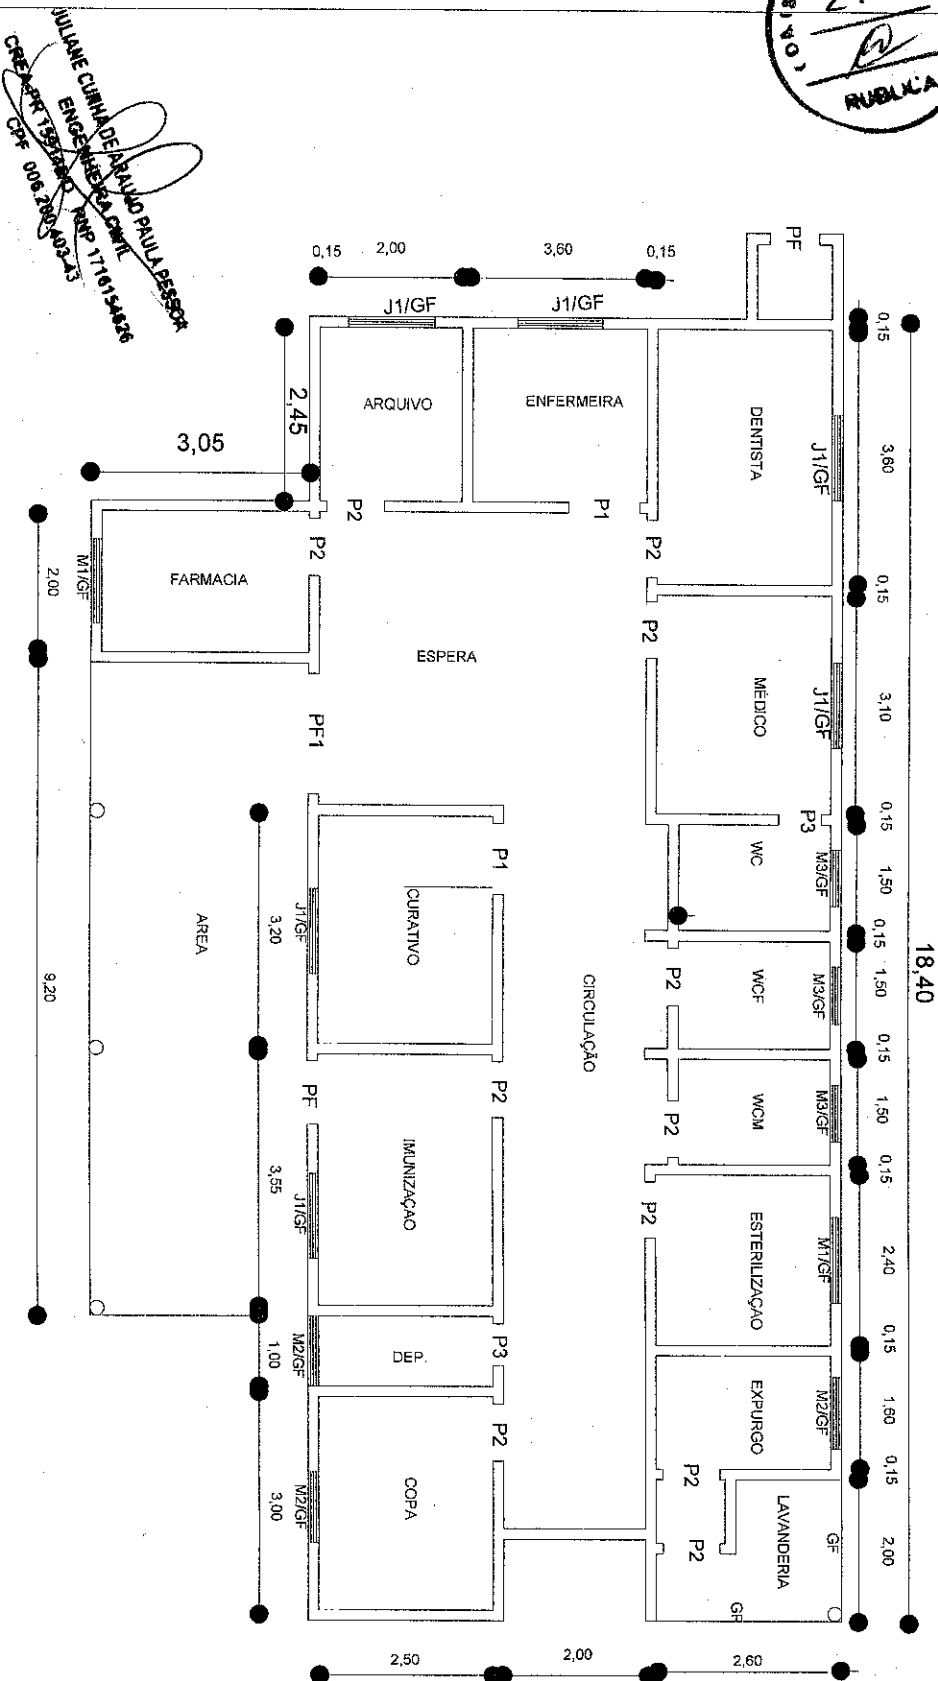 RUBLICA
JULIANE CUNHA DE ARAUJO PAULA PESSOA
ENGENHEIRA CIVIL
RNP 1716154626
CPF 006.280.403-43
0,15
2,00
3,60
0,15
PF
J1/GF
J1/GF
ARQUIVO
ENFERMEIRA
DENTISTA
J1/GF
0,15
3,60
2,45
3,05
P2
P1
P2
P2
FARMACIA
M1/GF
2,00
ESPERA
P2
MÉDICO
J1/GF
0,15
3,10
PF1
P3
0,15
WC
M3/GF
1,50
P1
CURATIVO
J1/GF
3,20
AREA
9,20
CIRCULAÇÃO
0,15
18,40
P2
WCF
M3/GF
1,50
0,15
PF
P2
P2
WCM
M3/GF
1,50
0,15
IMUNIZAÇAO
J1/GF
3,55
P2
ESTERILIZAÇAO
M1/GF
2,40
DEP.
P3
M2/GF
1,00
0,15
EXPURGO
M2/GF
1,60
P2
COPA
M2/GF
3,00
P2
0,15
P2
LAVANDERIA
GF
GF
2,00
2,50
2,00
2,60